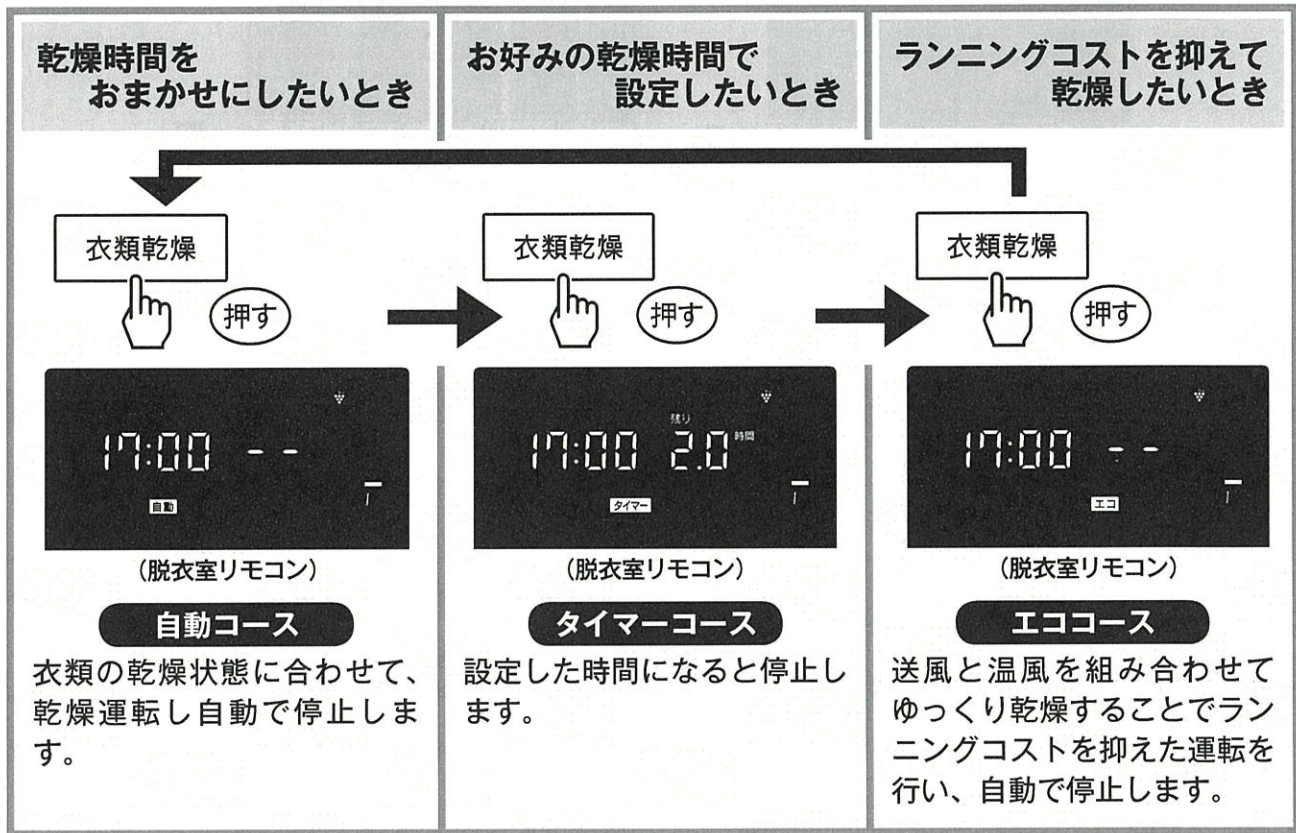 乾燥時間を
おまかせにしたいとき
衣類乾燥
押す
17:00 --
自動
(脱衣室リモコン)
自動コース
衣類の乾燥状態に合わせて、
乾燥運転し自動で停止しま
す。
お好みの乾燥時間で
設定したいとき
衣類乾燥
押す
残り
17:00 2.0 時間
タイマー
(脱衣室リモコン)
タイマーコース
設定した時間になると停止し
ます。
ランニングコストを抑えて
乾燥したいとき
衣類乾燥
押す
17:00 --
エコ
(脱衣室リモコン)
エココース
送風と温風を組み合わせて
ゆっくり乾燥することでラン
ニングコストを抑えた運転を
行い、自動で停止します。